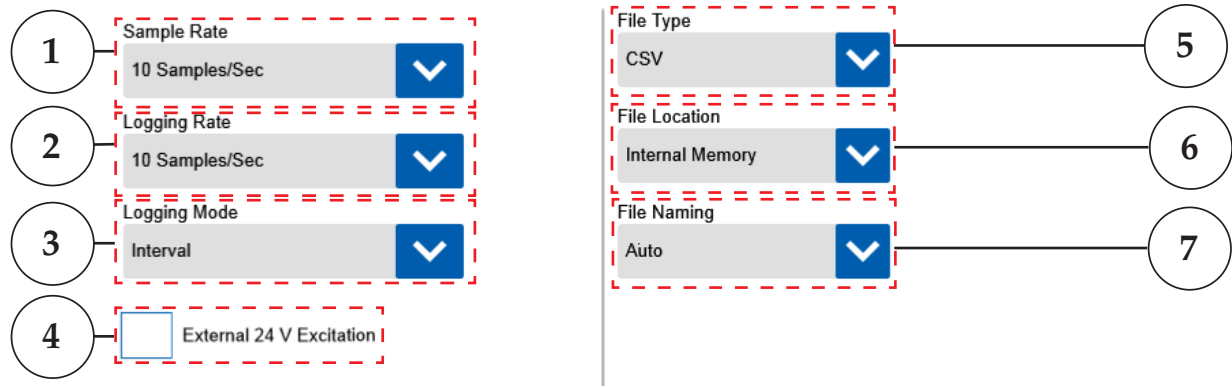 1
Sample Rate
10 Samples/Sec
2
Logging Rate
10 Samples/Sec
3
Logging Mode
Interval
4
External 24 V Excitation
File Type
CSV
5
File Location
Internal Memory
6
File Naming
Auto
7